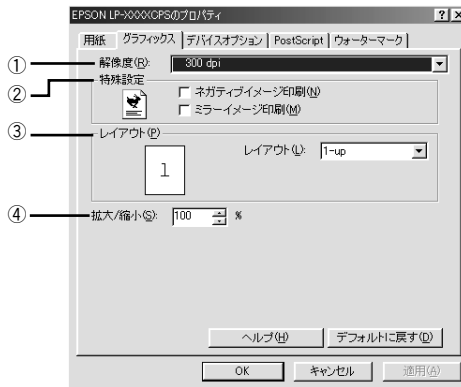 EPSON LP-XXXXCPSのプロパティ
用紙 グラフィックス デバイスオプション PostScript ウォーターマーク
① 解像度(R): 300 dpi
② 特殊設定
ネガティブイメージ印刷(N)
ミラーイメージ印刷(M)
③ レイアウト(P)
レイアウト(L): 1-up
1
④ 拡大/縮小(S): 100 %
ヘルプ(H) デフォルトに戻す(D)
OK キャンセル 適用(A)